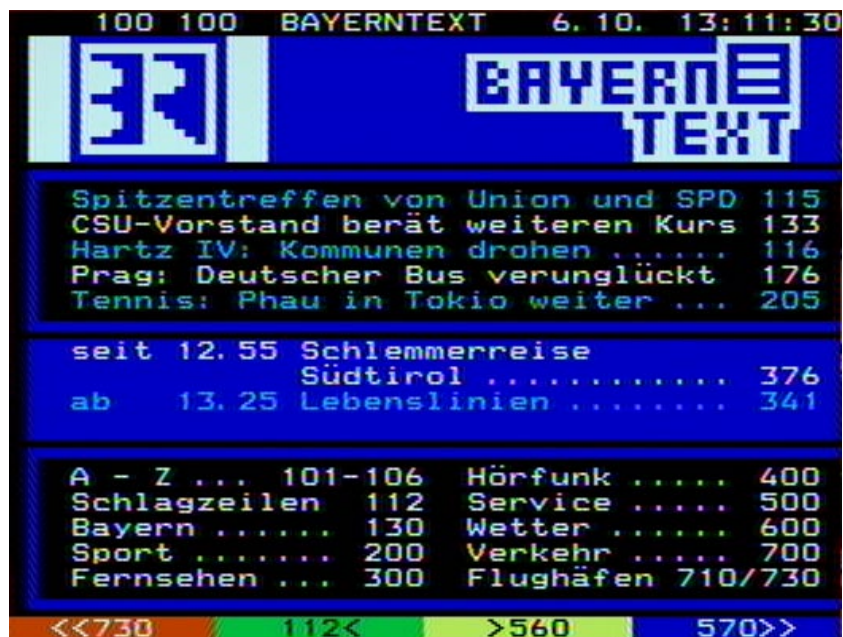 100 100 BAYERNTEXT 6.10. 13:11:30
BR
BAYERN
TEXT
Spitzentreffen von Union und SPD 115
CSU-Vorstand berät weiteren Kurs 133
Hartz IV: Kommunen drohen ...... 116
Prag: Deutscher Bus verunglückt 176
Tennis: Phau in Tokio weiter ... 205
seit 12.55 Schlemmerreise
Südtirol ............ 376
ab 13.25 Lebenslinien ........ 341
A - Z ... 101-106 Hörfunk ..... 400
Schlagzeilen 112 Service ..... 500
Bayern ...... 130 Wetter ...... 600
Sport ....... 200 Verkehr ..... 700
Fernsehen ... 300 Flughäfen 710/730
<<730 112< >560 570>>